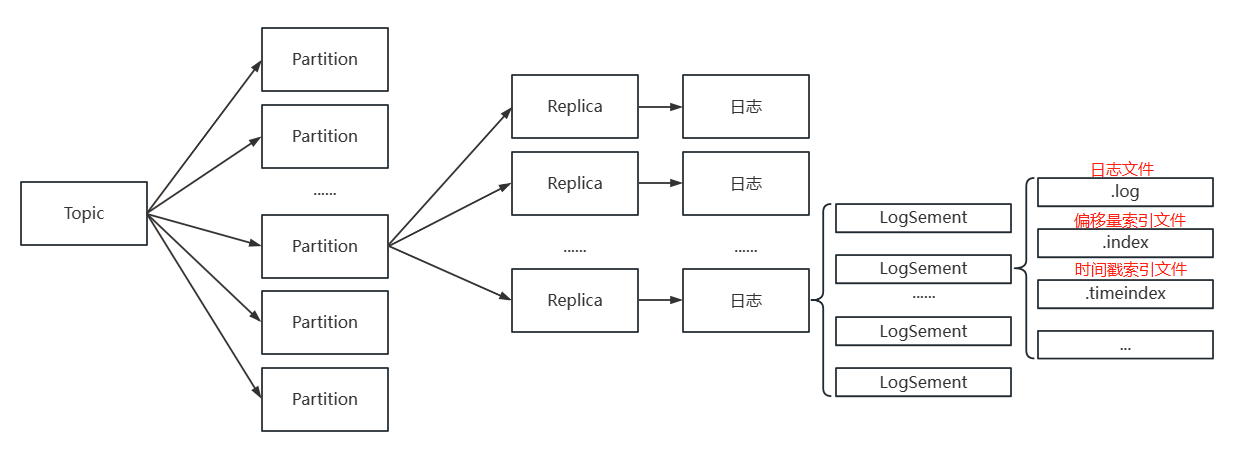 Topic
Partition
Partition
......
Partition
Partition
Partition
Replica
Replica
......
Replica
日志
日志
......
日志
LogSement
LogSement
......
LogSement
LogSement
日志文件
.log
偏移量索引文件
.index
时间戳索引文件
.timeindex
...